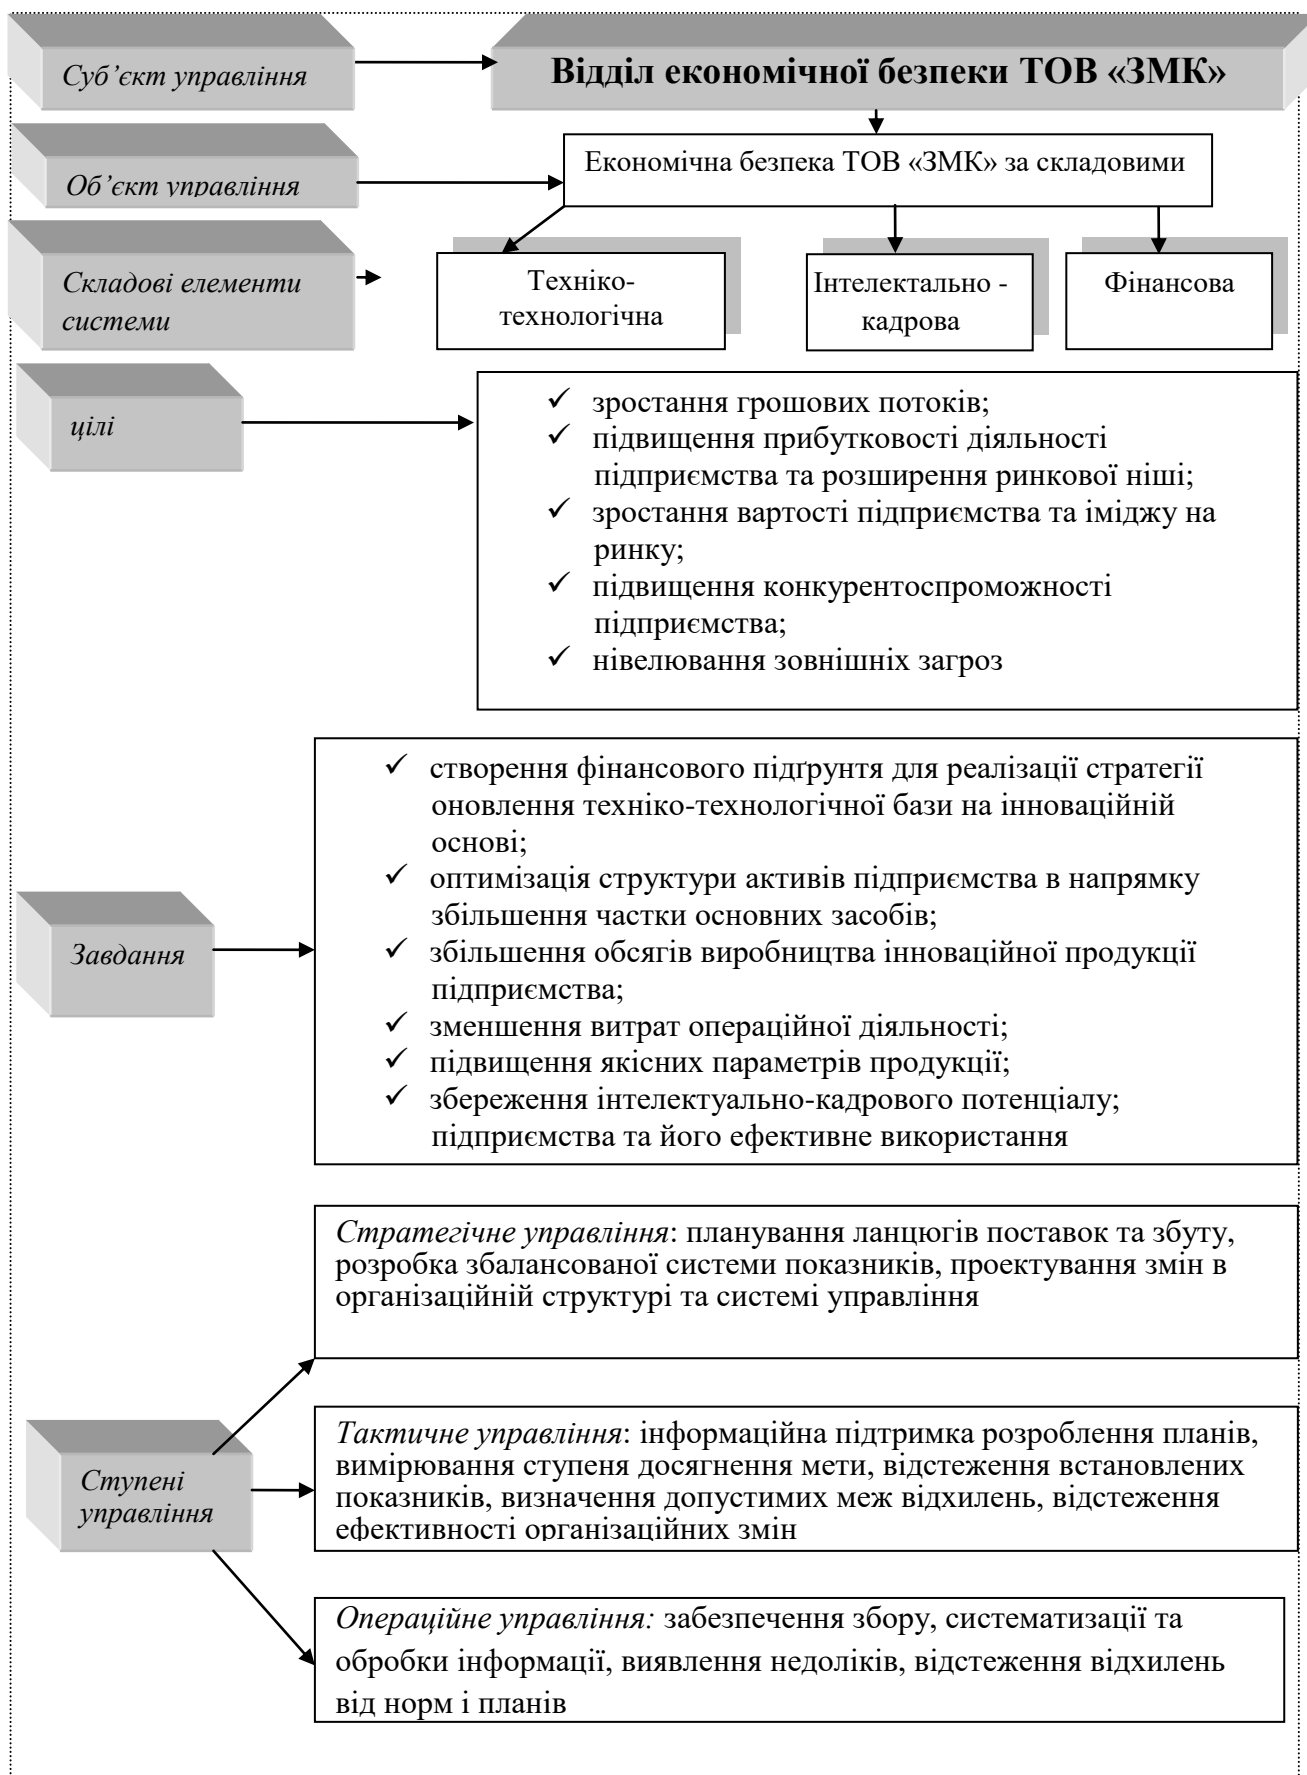 Суб’єкт управління
Відділ економічної безпеки ТОВ «ЗМК»
Об’єкт управління
Економічна безпека ТОВ «ЗМК» за складовими
Складові елементи
системи
Техніко-
технологічна
Інтелектально -
кадрова
Фінансова
цілі
✓ зростання грошових потоків;
✓ підвищення прибутковості діяльності
підприємства та розширення ринкової ніші;
✓ зростання вартості підприємства та іміджу на
ринку;
✓ підвищення конкурентоспроможності
підприємства;
✓ нівелювання зовнішніх загроз
Завдання
✓ створення фінансового підґрунтя для реалізації стратегії
оновлення техніко-технологічної бази на інноваційній
основі;
✓ оптимізація структури активів підприємства в напрямку
збільшення частки основних засобів;
✓ збільшення обсягів виробництва інноваційної продукції
підприємства;
✓ зменшення витрат операційної діяльності;
✓ підвищення якісних параметрів продукції;
✓ збереження інтелектуально-кадрового потенціалу;
підприємства та його ефективне використання
Ступені
управління
Стратегічне управління: планування ланцюгів поставок та збуту,
розробка збалансованої системи показників, проектування змін в
організаційній структурі та системі управління
Тактичне управління: інформаційна підтримка розроблення планів,
вимірювання ступеня досягнення мети, відстеження встановлених
показників, визначення допустимих меж відхилень, відстеження
ефективності організаційних змін
Операційне управління: забезпечення збору, систематизації та
обробки інформації, виявлення недоліків, відстеження відхилень
від норм і планів